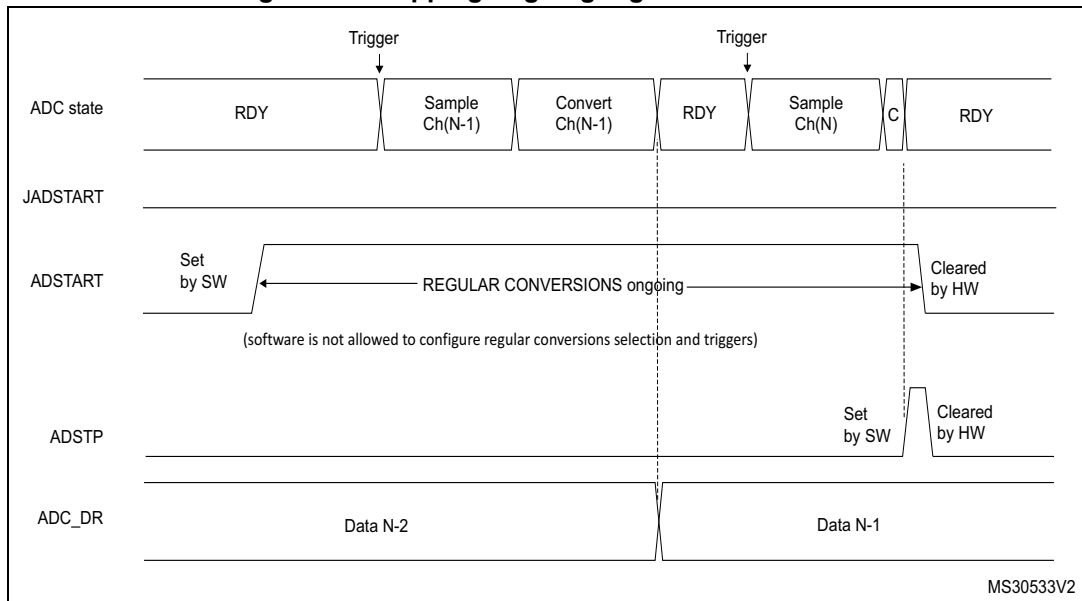 Trigger
Trigger
ADC state
RDY
Sample
Ch(N-1)
Convert
Ch(N-1)
RDY
Sample
Ch(N)
C
RDY
JADSTART
ADSTART
Set
by SW
REGULAR CONVERSIONS ongoing
Cleared
by HW
(software is not allowed to configure regular conversions selection and triggers)
ADSTP
Set
by SW
Cleared
by HW
ADC_DR
Data N-2
Data N-1
MS30533V2